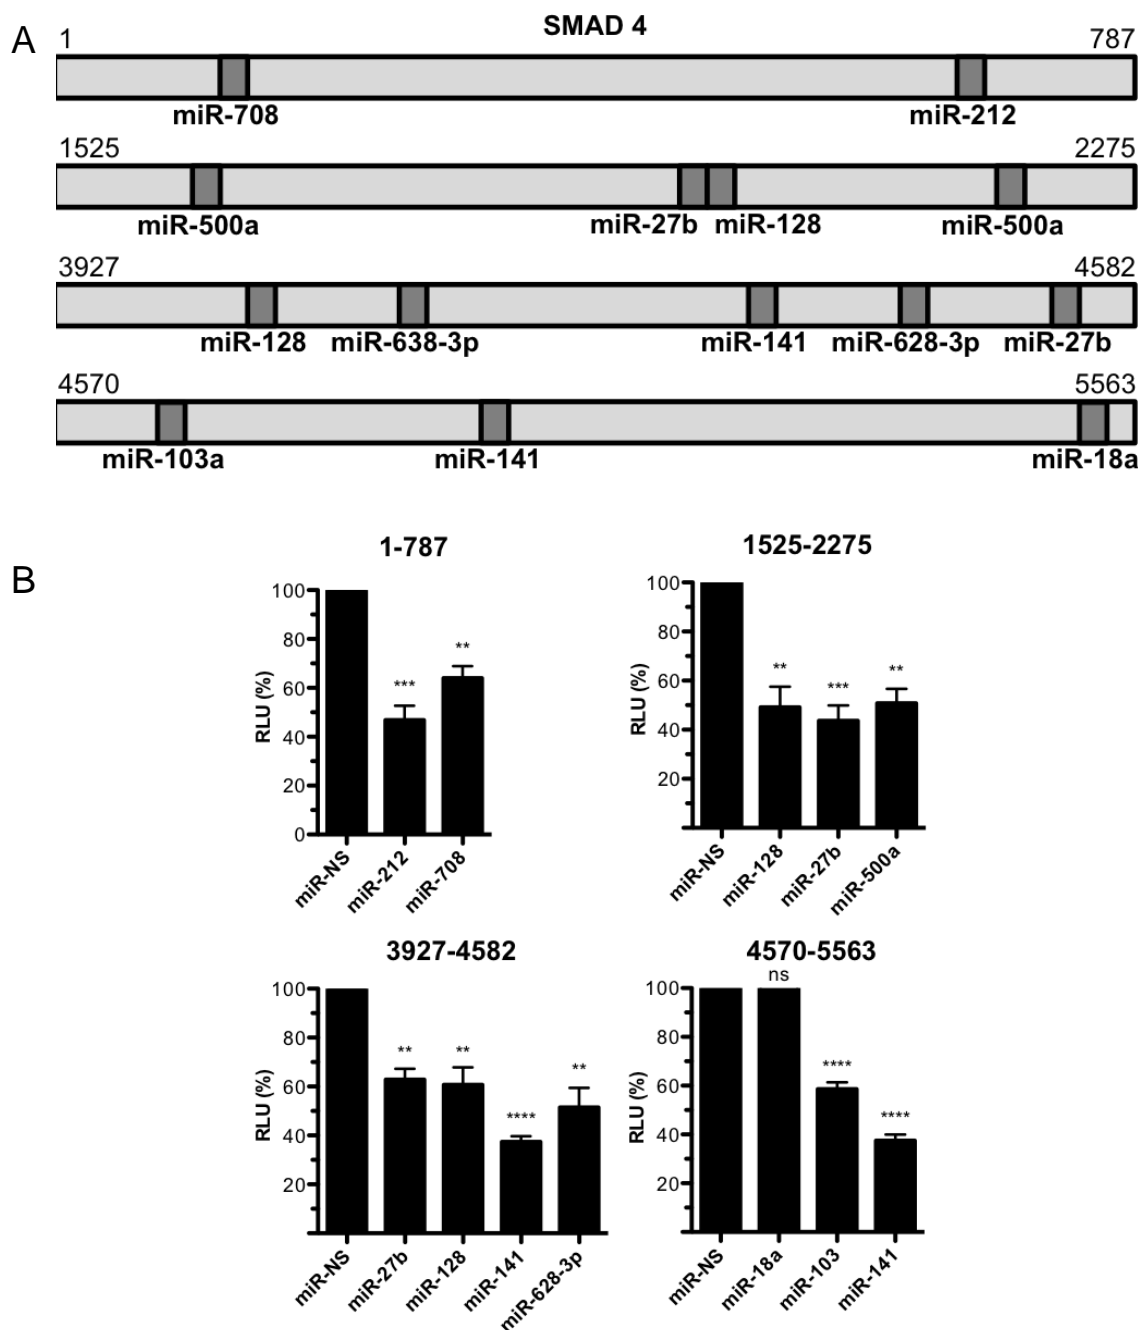 A
SMAD 4
1 787
miR-708 miR-212
1525 2275
miR-500a miR-27b miR-128 miR-500a
3927 4582
miR-128 miR-638-3p miR-141 miR-628-3p miR-27b
4570 5563
miR-103a miR-141 miR-18a
B
1-787
RLU (%)
100
80
60
40
20
0
***
**
miR-NS miR-212 miR-708
1525-2275
RLU (%)
100
80
60
40
20
**
***
**
miR-NS miR-128 miR-27b miR-500a
3927-4582
RLU (%)
100
80
60
40
20
**
**
****
**
miR-NS miR-27b miR-128 miR-141 miR-628-3p
4570-5563
RLU (%)
100
80
60
40
20
ns
****
****
miR-NS miR-18a miR-103 miR-141